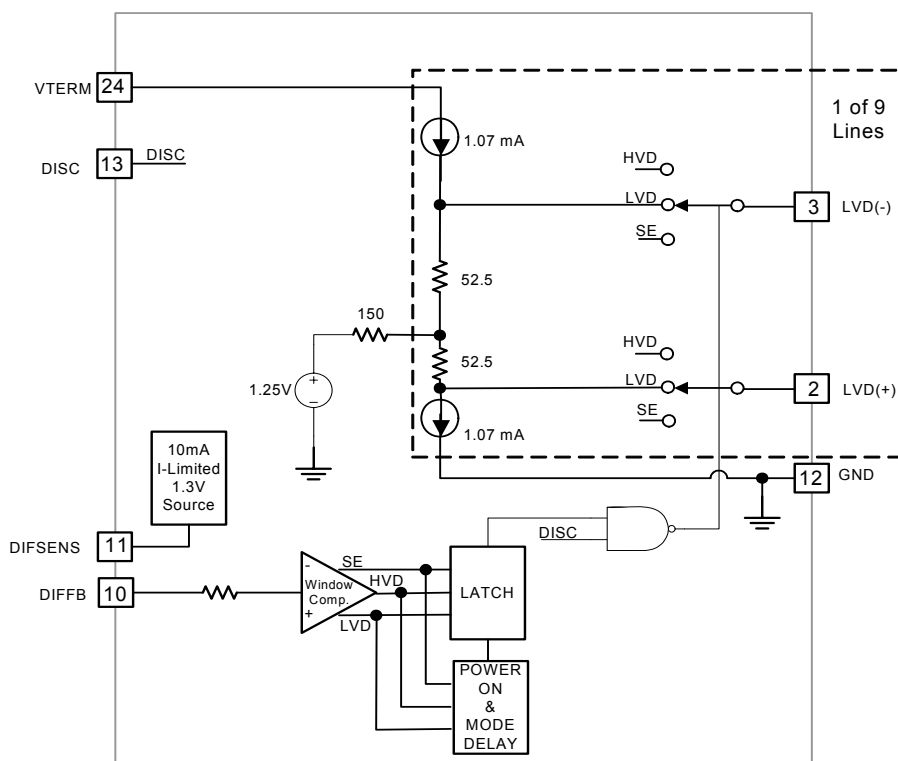 VTERM 24
1 of 9
Lines
1.07 mA
DISC 13 DISC
HVD
LVD
SE
3 LVD(-)
52.5
150
52.5
HVD
LVD
SE
2 LVD(+)
1.25V
+
−
1.07 mA
10mA
I-Limited
1.3V
Source
12 GND
DIFSENS 11
DISC
DIFFB 10
-
Window
Comp.
+
SE
HVD
LVD
LATCH
POWER
ON
&
MODE
DELAY